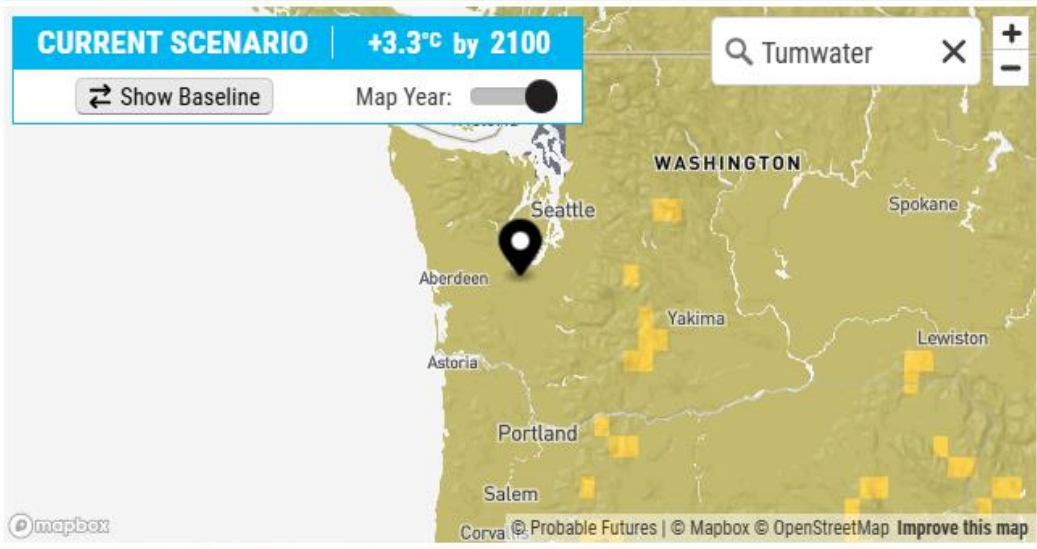 CURRENT SCENARIO | +3.3°C by 2100
Tumwater
+
−
Show Baseline
Map Year:
WASHINGTON
Seattle
Spokane
Aberdeen
Yakima
Lewiston
Astoria
Portland
Salem
mapbox
© Probable Futures | © Mapbox © OpenStreetMap Improve this map